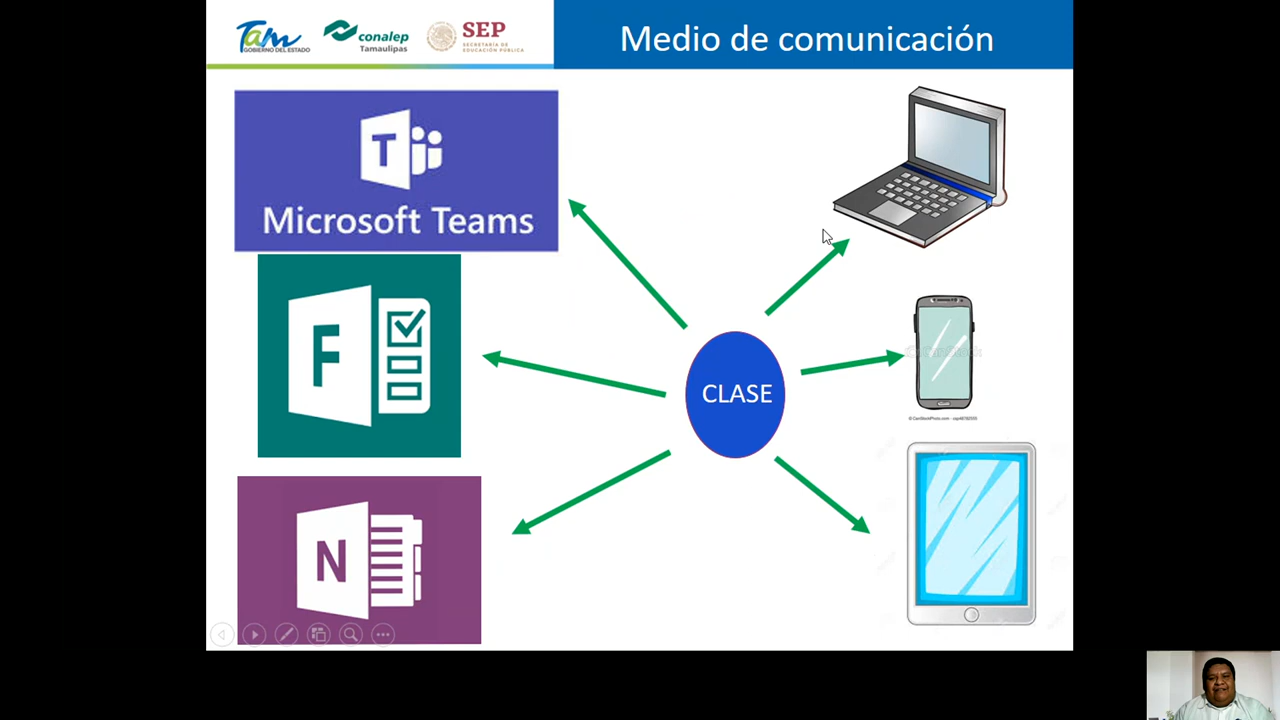 Tam
GOBIERNO DEL ESTADO
conalep
Tamaulipas
SEP
SECRETARÍA DE
EDUCACIÓN PÚBLICA
Medio de comunicación
T
Microsoft Teams
F
CLASE
N